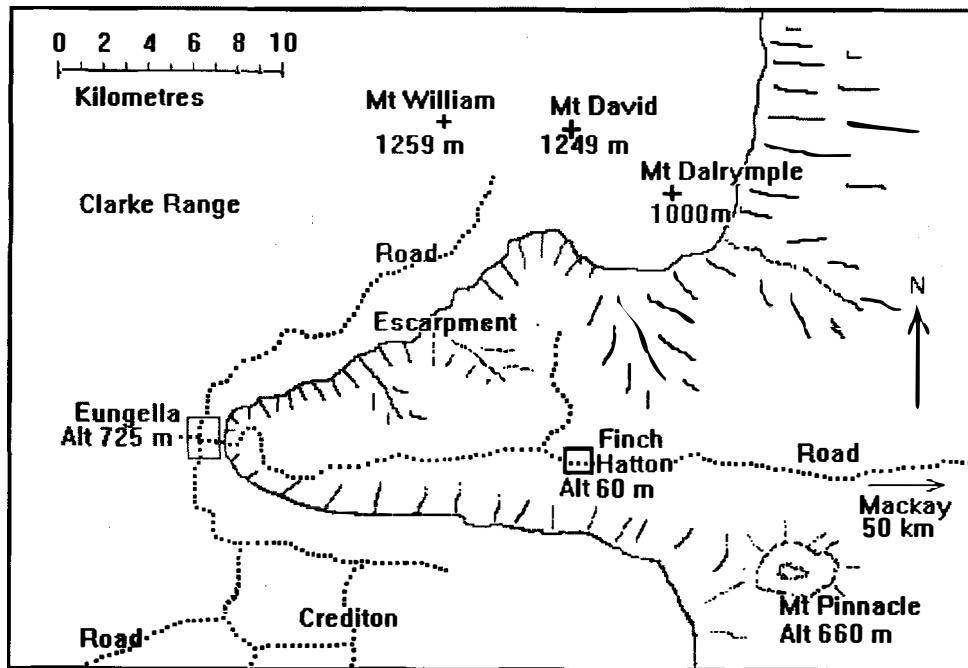 0 2 4 6 8 10
Kilometres
Mt William
1259 m
Mt David
1249 m
Mt Dalrymple
1000m
Clarke Range
Road
N
Escarpment
Eungella
Alt 725 m
Finch
Hatton
Alt 60 m
Road
Mackay
50 km
Crediton
Road
Mt Pinnacle
Alt 660 m